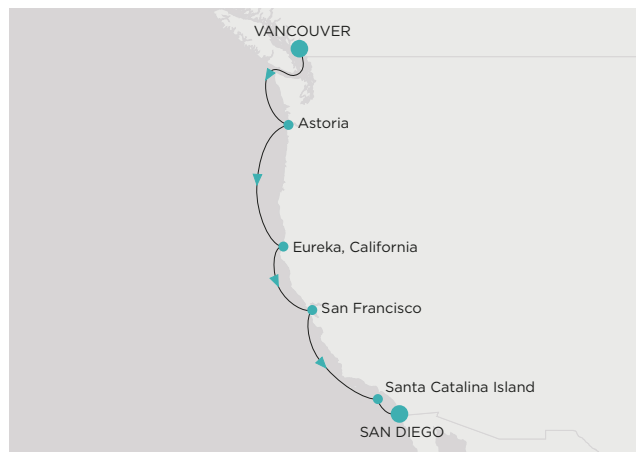 VANCOUVER
Astoria
Eureka, California
San Francisco
Santa Catalina Island
SAN DIEGO